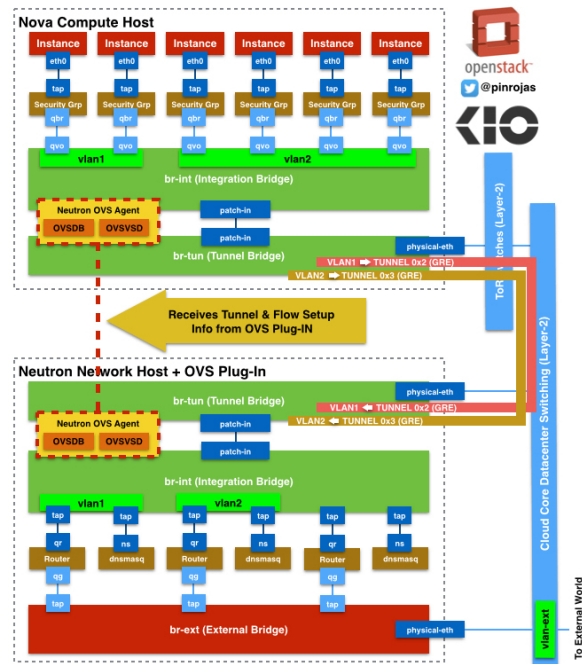 Nova Compute Host
Instance Instance Instance Instance Instance Instance
eth0 eth0 eth0 eth0 eth0 eth0
tap tap tap tap tap tap
Security Grp Security Grp Security Grp Security Grp Security Grp Security Grp
qbr qbr qbr qbr qbr qbr
qvo qvo qvo qvo qvo qvo
vlan1 vlan2
br-int (Integration Bridge)
Neutron OVS Agent
OVSDB OVSVSD
patch-in
patch-in
br-tun (Tunnel Bridge)
physical-eth
VLAN1 TUNNEL 0x2 (GRE)
VLAN2 TUNNEL 0x3 (GRE)
openstack™
@pinrojas
KIO
(Layer-2)
Cloud Core Datacenter Switching (Layer-2)
Receives Tunnel & Flow Setup
Info from OVS Plug-IN
Neutron Network Host + OVS Plug-In
br-tun (Tunnel Bridge)
physical-eth
VLAN1 TUNNEL 0x2 (GRE)
VLAN2 TUNNEL 0x3 (GRE)
Neutron OVS Agent
OVSDB OVSVSD
patch-in
patch-in
br-int (Integration Bridge)
vlan1 vlan2
tap tap tap tap tap tap
qr ns qr ns qr ns
Router dnsmasq Router dnsmasq Router dnsmasq
qg qg qg
tap tap tap
br-ext (External Bridge)
physical-eth
vlan-ext
To External World